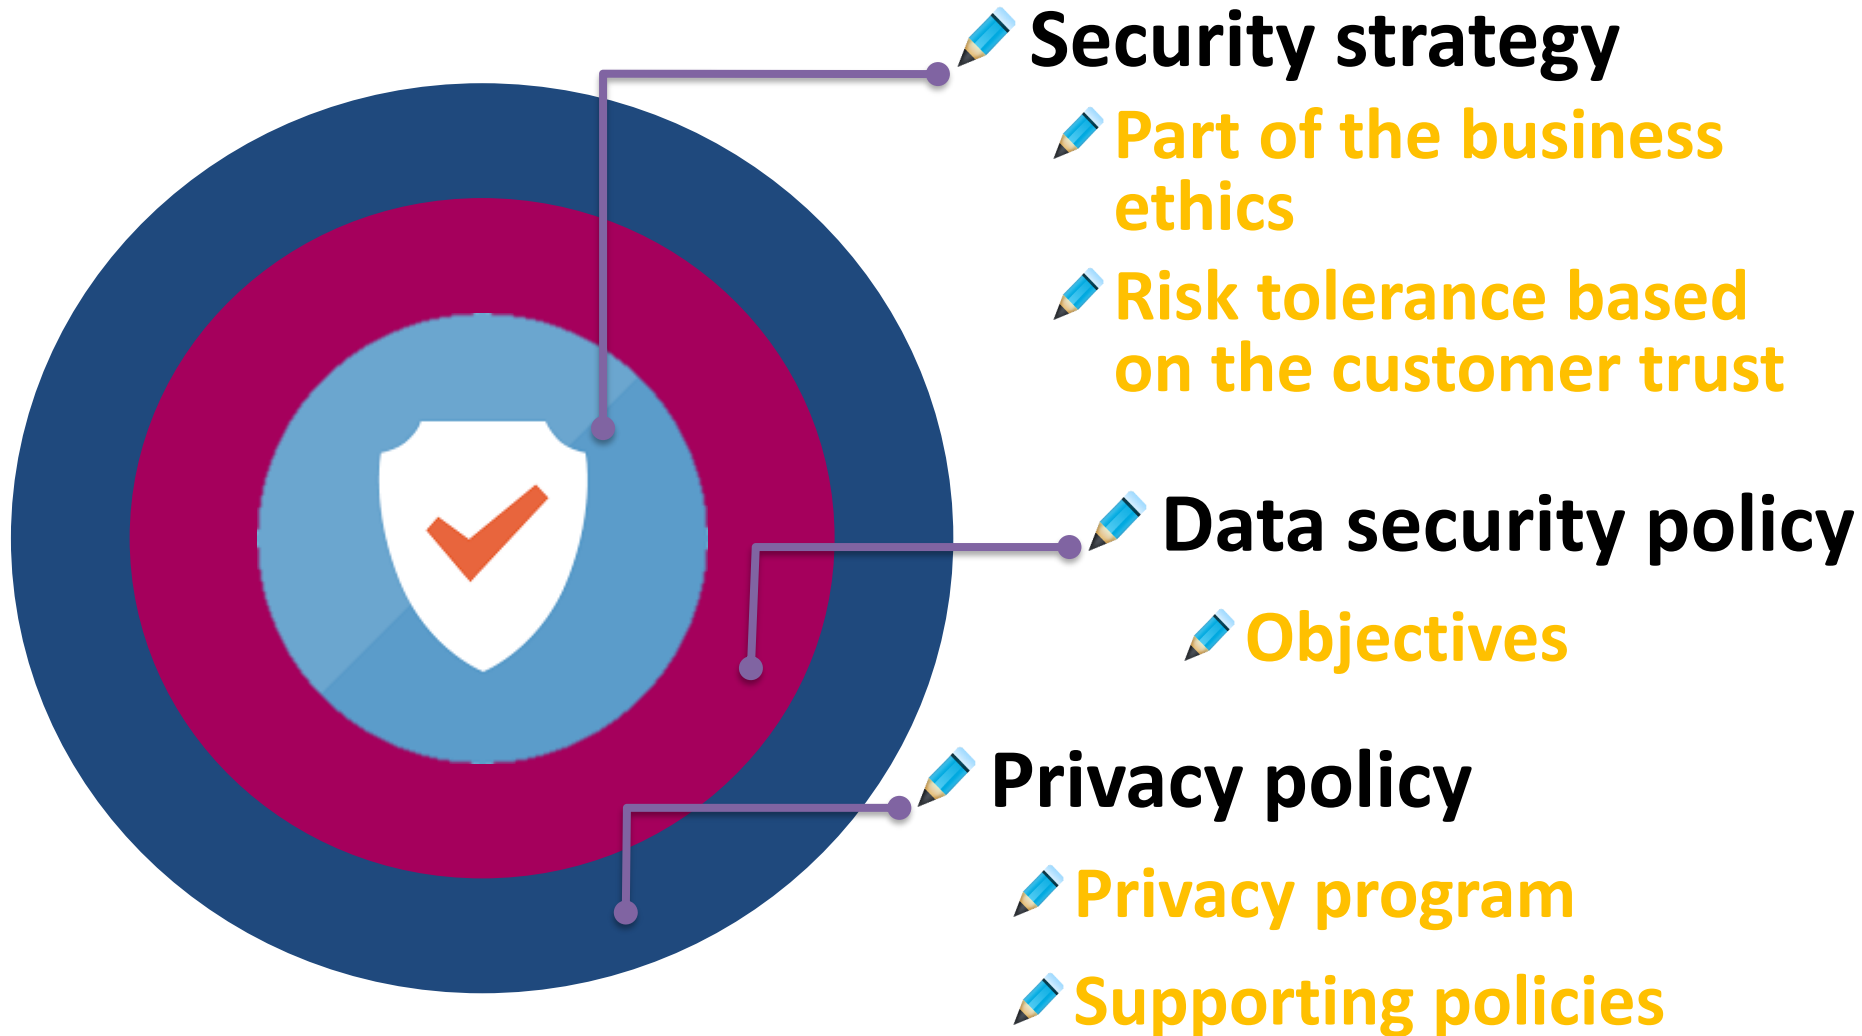 Security strategy
Part of the business
ethics
Risk tolerance based
on the customer trust
Data security policy
Objectives
Privacy policy
Privacy program
Supporting policies